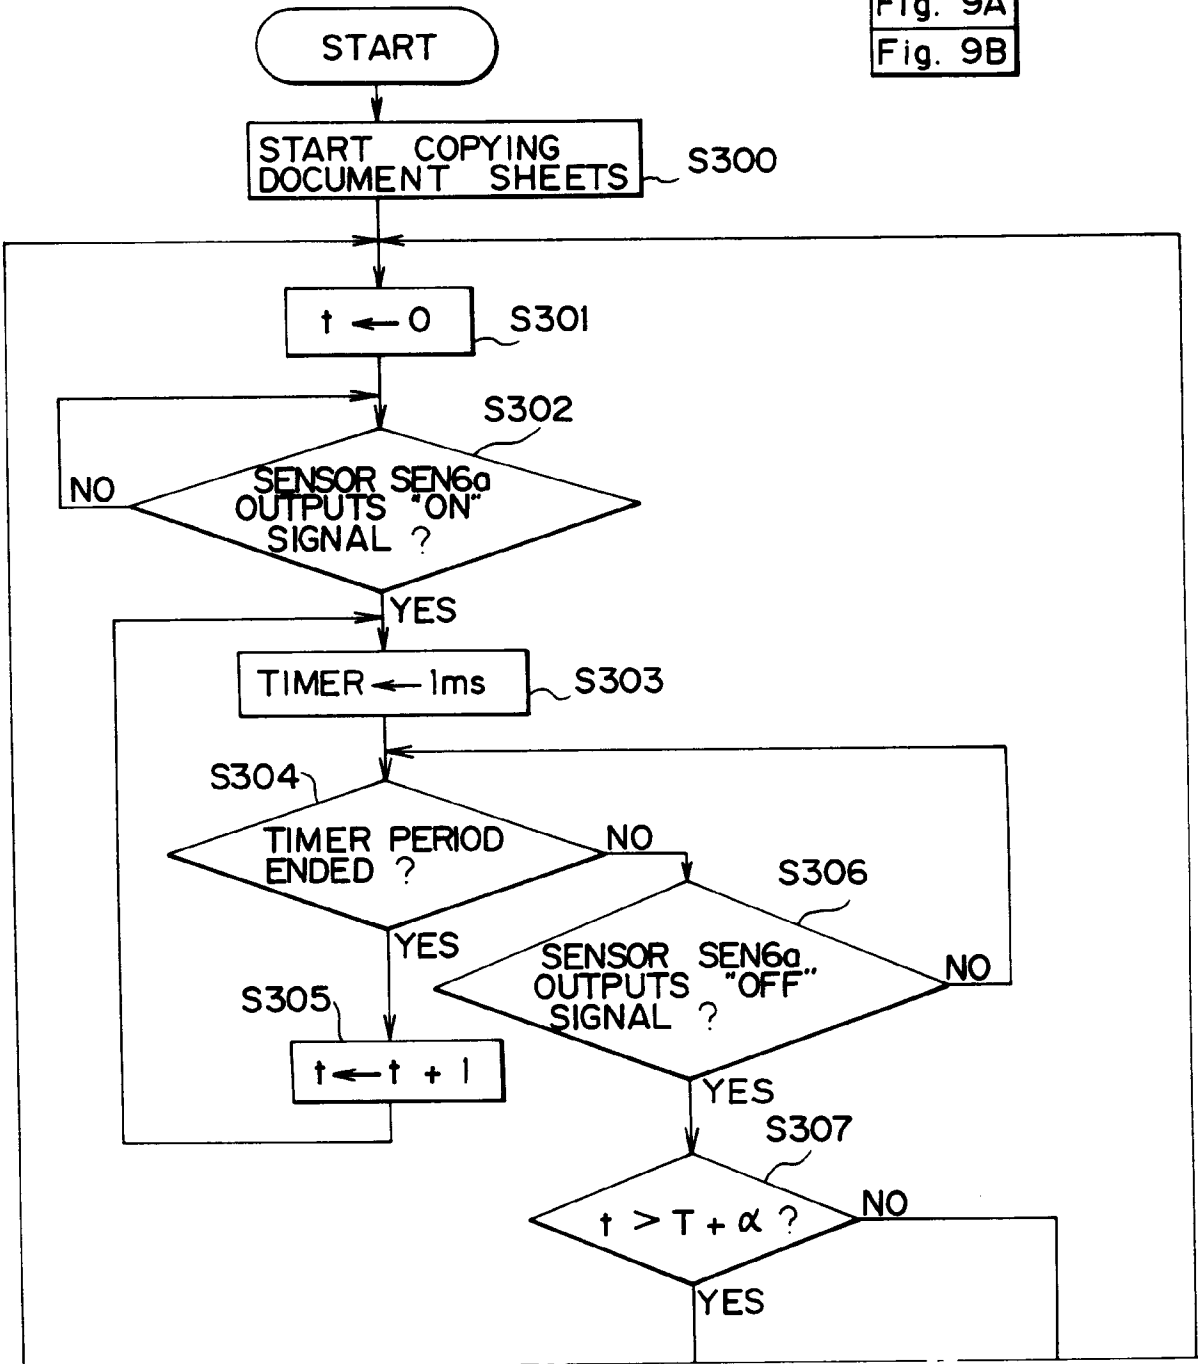 Fig. 9A
Fig. 9B
START
START COPYING
DOCUMENT SHEETS
S300
t ← 0
S301
S302
SENSOR SEN6a
OUTPUTS "ON"
SIGNAL ?
NO
YES
TIMER ← 1ms
S303
S304
TIMER PERIOD
ENDED ?
NO
YES
S306
SENSOR SEN6a
OUTPUTS "OFF"
SIGNAL ?
NO
YES
S305
t ← t + 1
S307
t > T + α ?
NO
YES